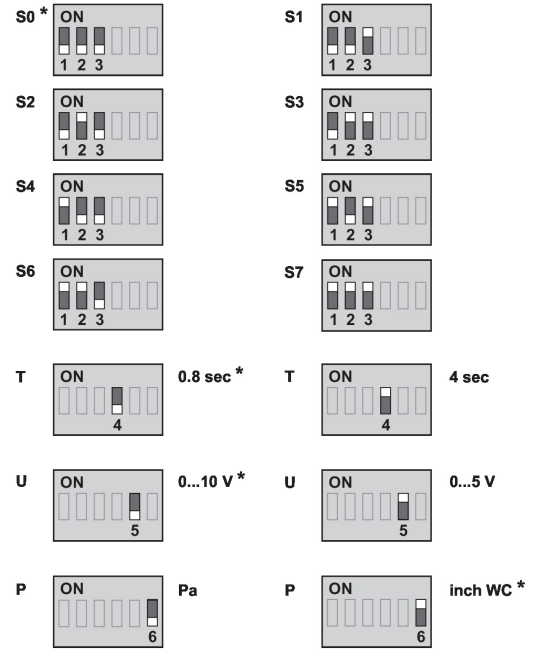 S0 * ON S1 ON
1 2 3 1 2 3
S2 ON S3 ON
1 2 3 1 2 3
S4 ON S5 ON
1 2 3 1 2 3
S6 ON S7 ON
1 2 3 1 2 3
T ON 0.8 sec * T ON 4 sec
4 4
U ON 0...10 V * U ON 0...5 V
5 5
P ON Pa P ON inch WC *
6 6